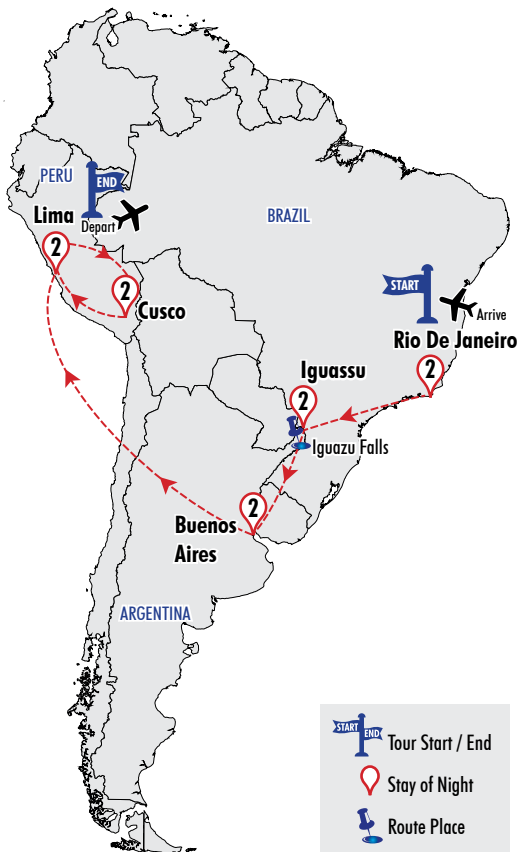 PERU
END
Lima
Depart
BRAZIL
2
2
Cusco
START
Arrive
Rio De Janeiro
2
Iguassu
2
Iguazu Falls
2
Buenos
Aires
ARGENTINA
START
END
Tour Start / End
Stay of Night
Route Place